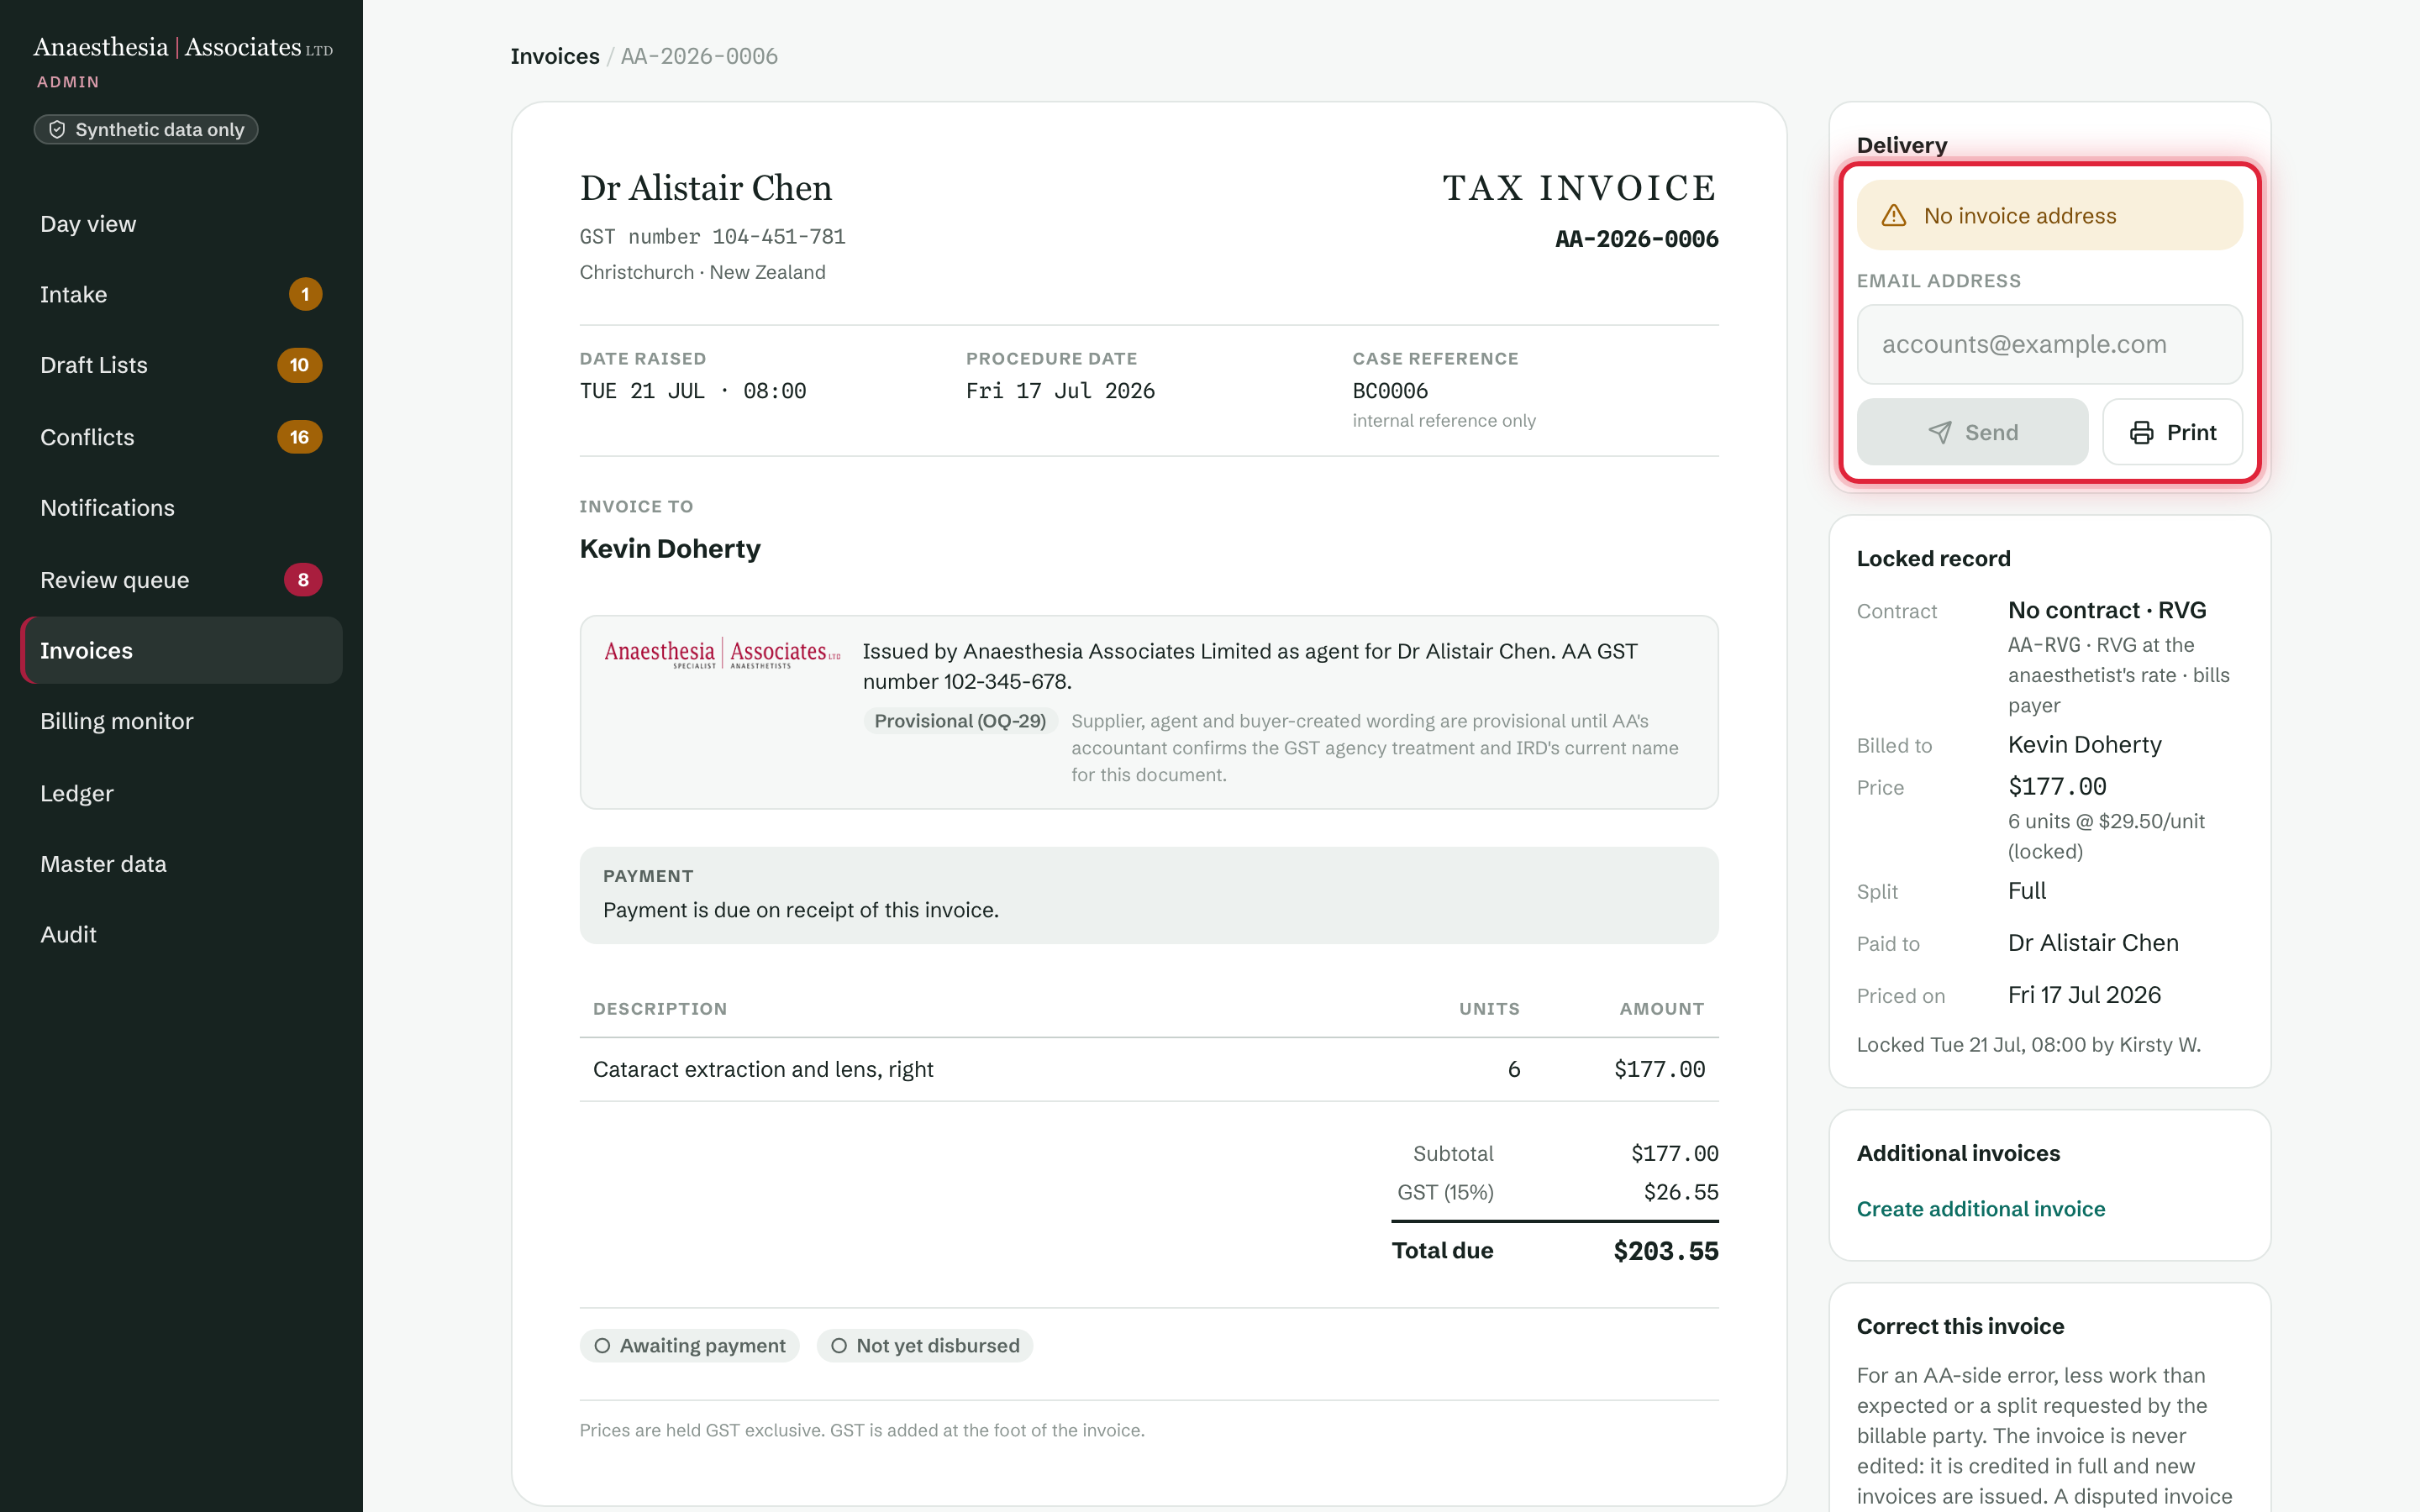 Anaesthesia | Associates LTD
ADMIN
Synthetic data only
Day view
Intake 1
Draft Lists 10
Conflicts 16
Notifications
Review queue 8
Invoices
Billing monitor
Ledger
Master data
Audit
Invoices / AA-2026-0006
Dr Alistair Chen
GST number 104-451-781
Christchurch · New Zealand
TAX INVOICE
AA-2026-0006
DATE RAISED
TUE 21 JUL · 08:00
PROCEDURE DATE
Fri 17 Jul 2026
CASE REFERENCE
BC0006
internal reference only
INVOICE TO
Kevin Doherty
Anaesthesia | Associates LTD
SPECIALIST | ANAESTHETISTS
Issued by Anaesthesia Associates Limited as agent for Dr Alistair Chen. AA GST
number 102-345-678.
Provisional (OQ-29)
Supplier, agent and buyer-created wording are provisional until AA's
accountant confirms the GST agency treatment and IRD's current name
for this document.
PAYMENT
Payment is due on receipt of this invoice.
DESCRIPTION UNITS AMOUNT
Cataract extraction and lens, right 6 $177.00
Subtotal $177.00
GST (15%) $26.55
Total due $203.55
Awaiting payment
Not yet disbursed
Prices are held GST exclusive. GST is added at the foot of the invoice.
Delivery
No invoice address
EMAIL ADDRESS
accounts@example.com
Send
Print
Locked record
Contract No contract · RVG
AA-RVG · RVG at the
anaesthetist's rate · bills
payer
Billed to Kevin Doherty
Price $177.00
6 units @ $29.50/unit
(locked)
Split Full
Paid to Dr Alistair Chen
Priced on Fri 17 Jul 2026
Locked Tue 21 Jul, 08:00 by Kirsty W.
Additional invoices
Create additional invoice
Correct this invoice
For an AA-side error, less work than
expected or a split requested by the
billable party. The invoice is never
edited: it is credited in full and new
invoices are issued. A disputed invoice